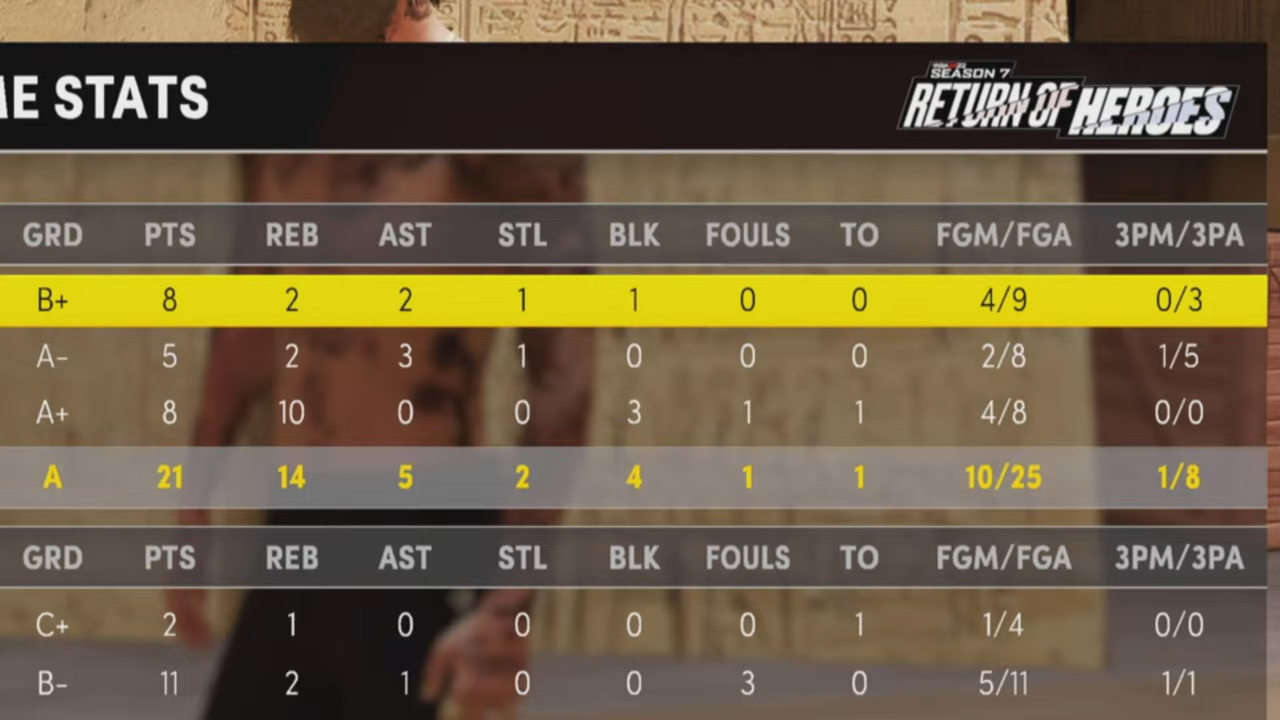 SEASON 7
ME STATS
RETURN OF HEROES
GRD PTS REB AST STL BLK FOULS TO FGM/FGA 3PM/3PA
B+ 8 2 2 1 1 0 0 4/9 0/3
A- 5 2 3 1 0 0 0 2/8 1/5
A+ 8 10 0 0 3 1 1 4/8 0/0
A 21 14 5 2 4 1 1 10/25 1/8
GRD PTS REB AST STL BLK FOULS TO FGM/FGA 3PM/3PA
C+ 2 1 0 0 0 0 1 1/4 0/0
B- 11 2 1 0 0 3 0 5/11 1/1